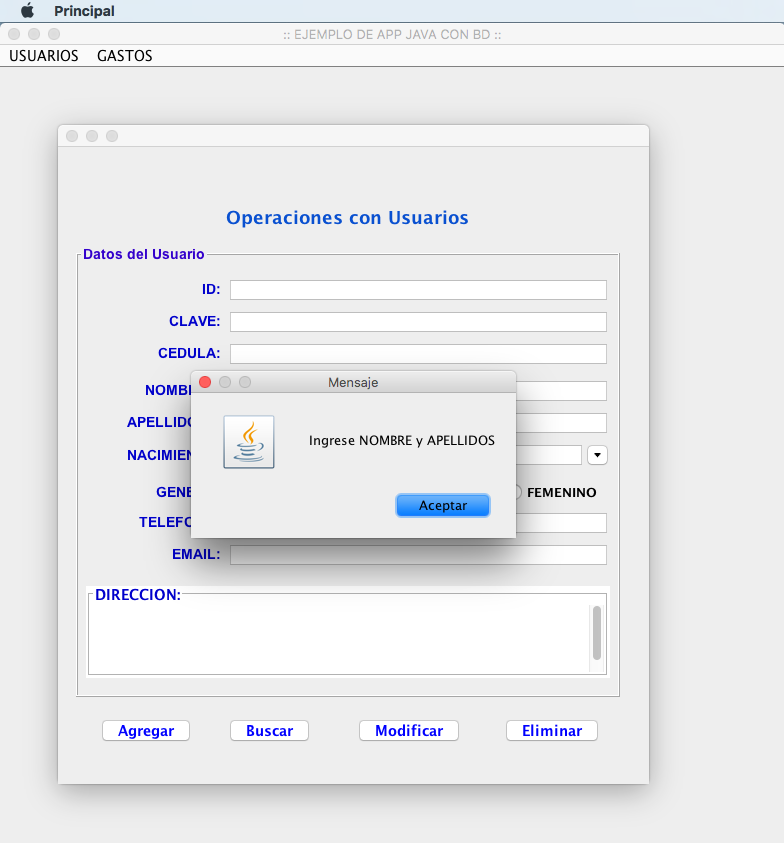 Principal
:: EJEMPLO DE APP JAVA CON BD ::
USUARIOS GASTOS
Operaciones con Usuarios
Datos del Usuario
ID:
CLAVE:
CEDULA:
Mensaje
Ingrese NOMBRE y APELLIDOS
FEMENINO
Aceptar
EMAIL:
DIRECCION:
Agregar Buscar Modificar Eliminar